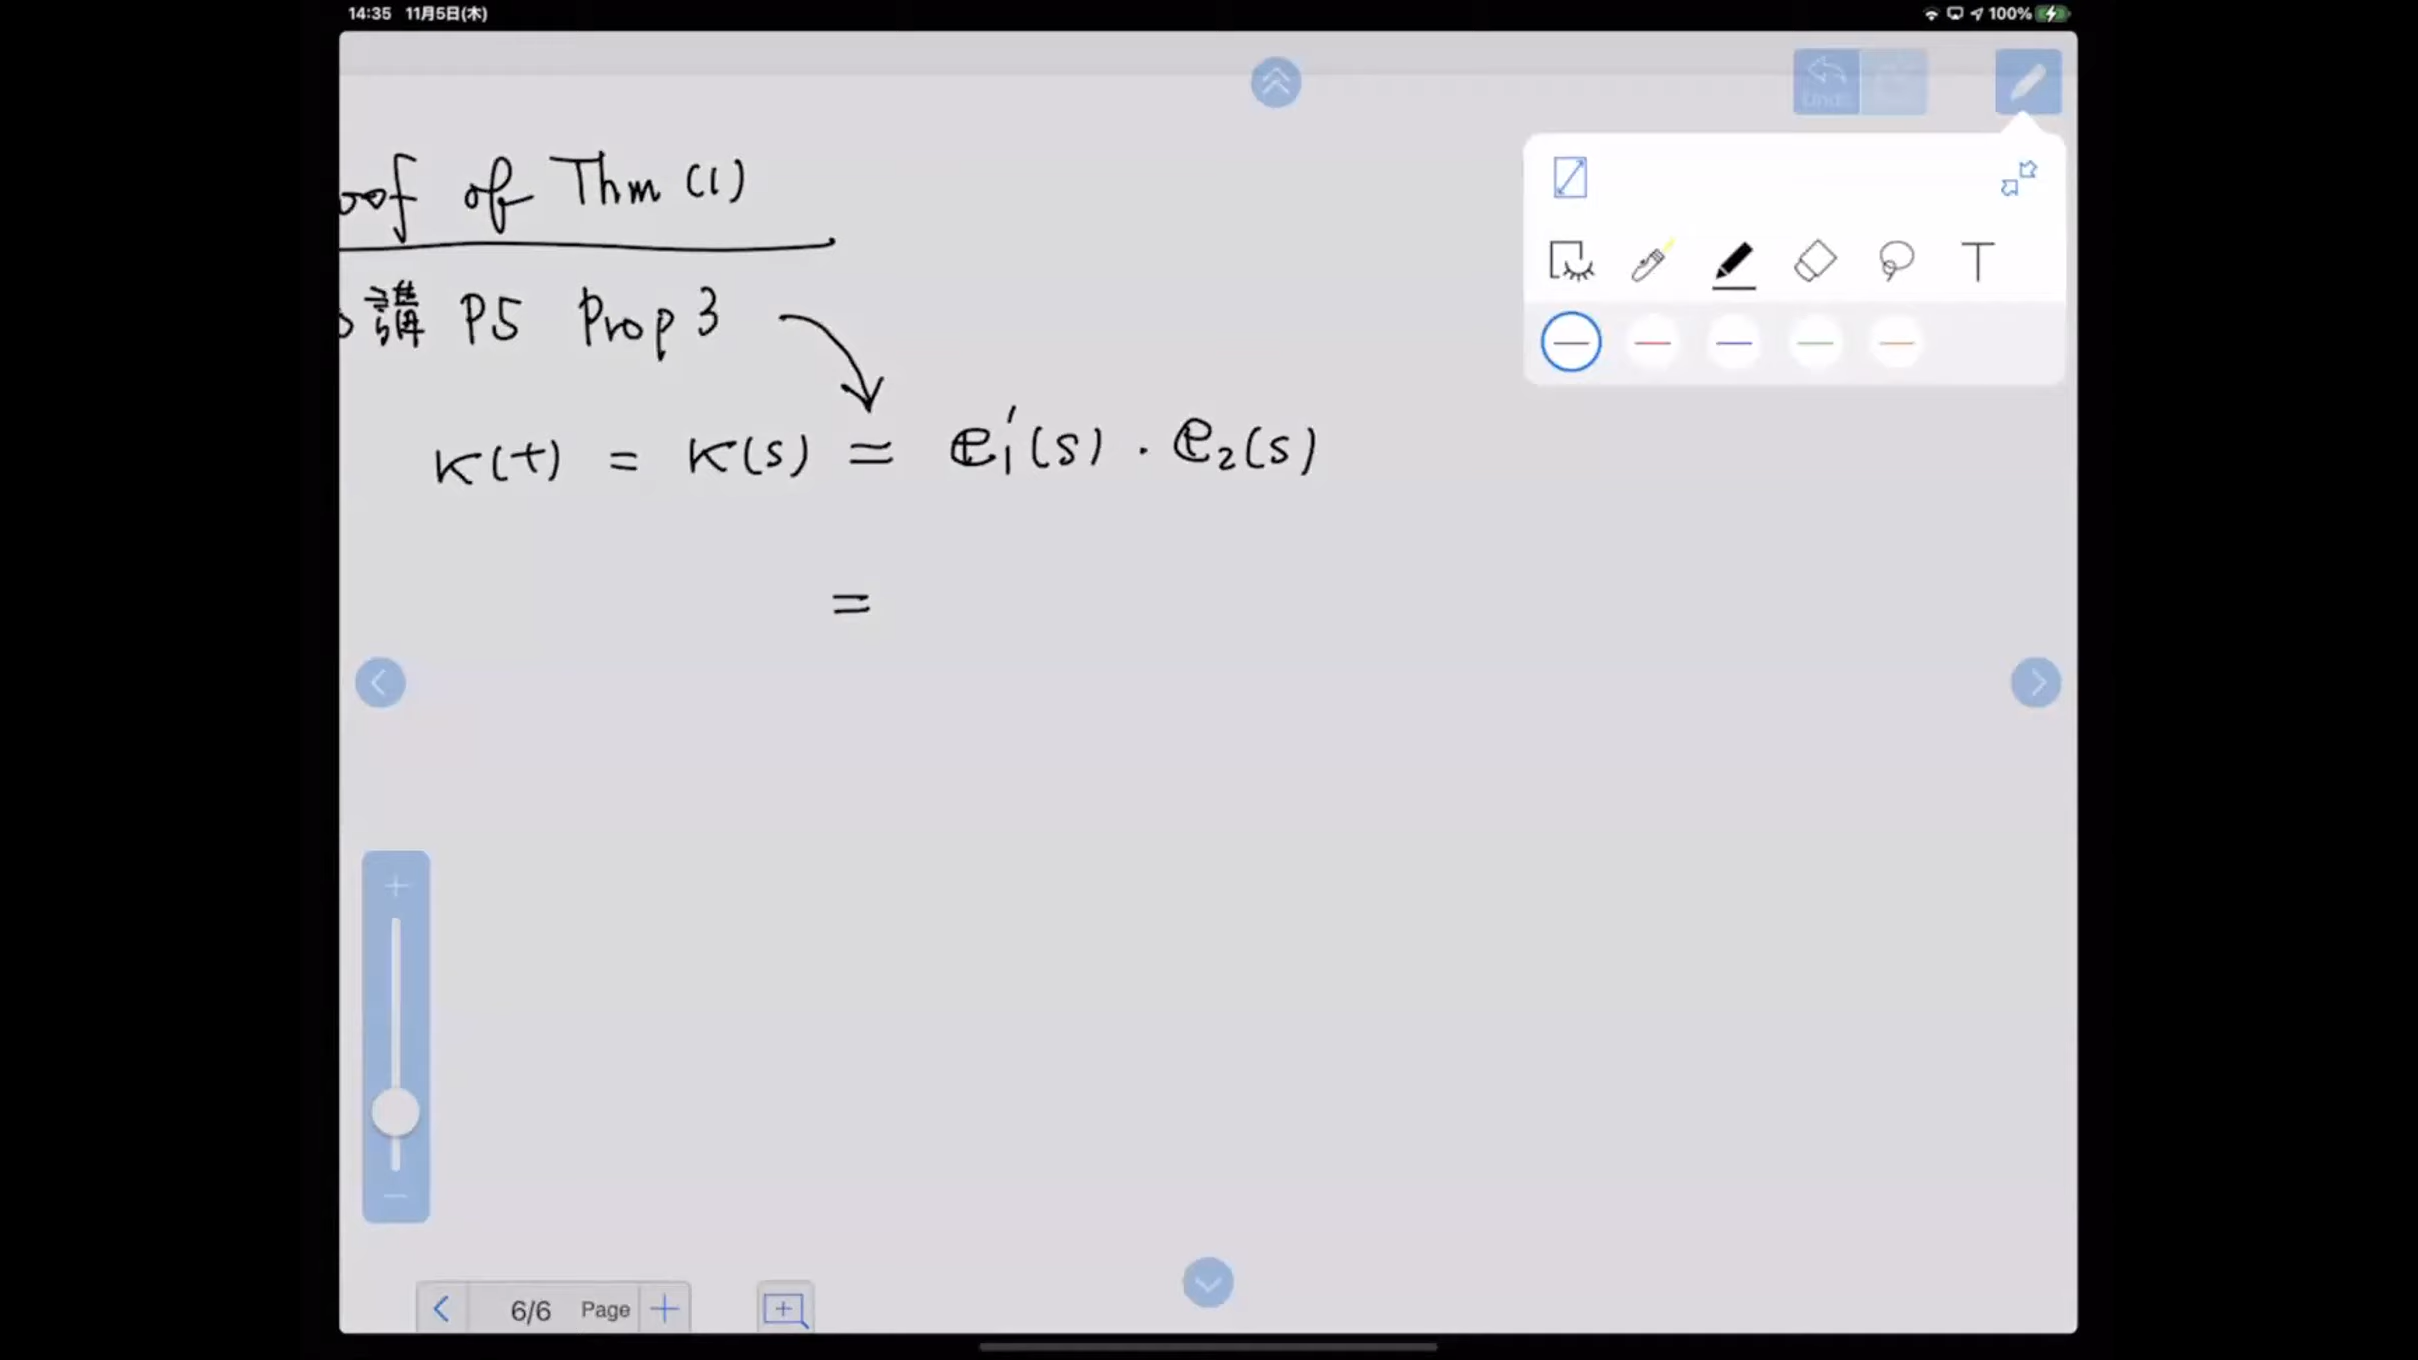 14:35 11月5日(木) 100%
Undo
oof of Thm (1)
講 P5 Prop 3
κ(t) = κ(s) = e₁'(s) · e₂(s)
=
T
6/6 Page